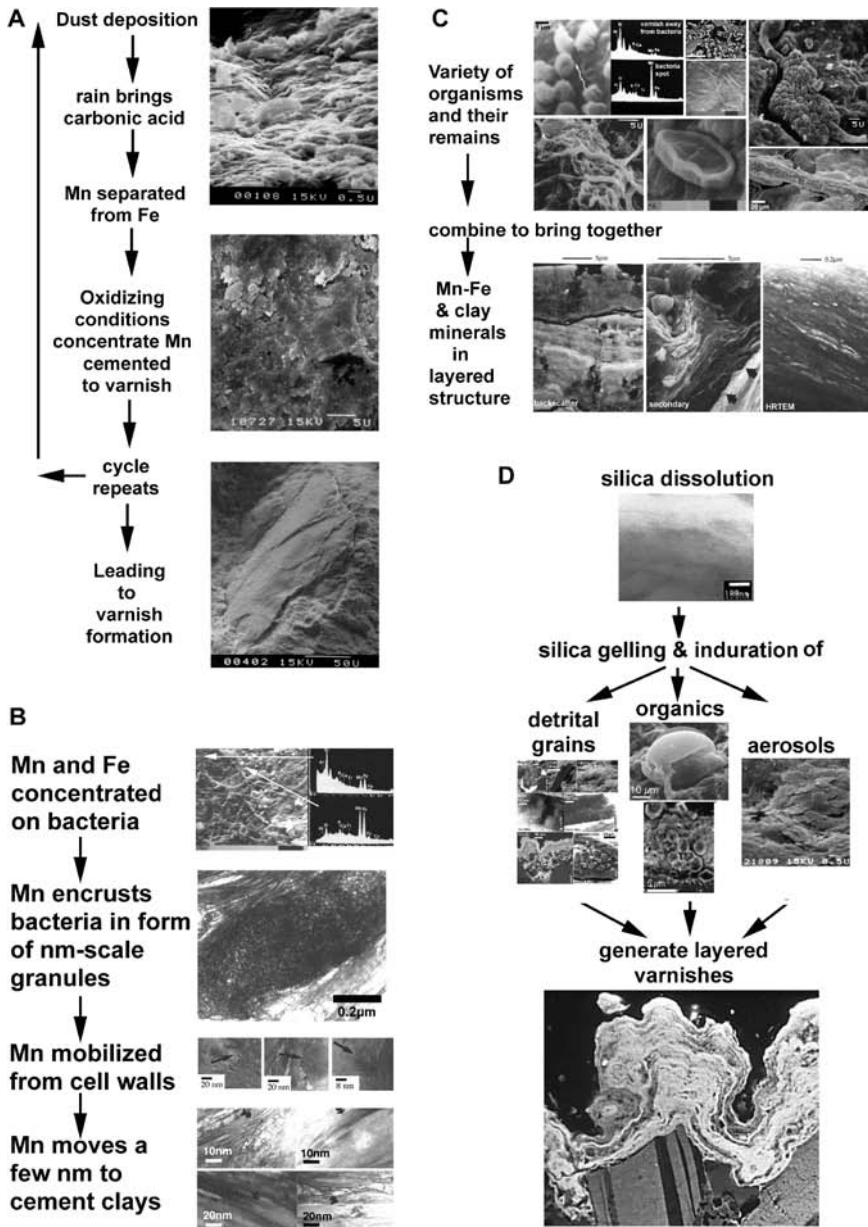 A
Dust deposition
rain brings
carbonic acid
Mn separated
from Fe
Oxidizing
conditions
concentrate Mn
cemented
to varnish
cycle
repeats
Leading
to
varnish
formation
00108 15KV 0.5U
10727 15KV 5U
00402 15KV 50U
B
Mn and Fe
concentrated
on bacteria
Mn encrusts
bacteria in form
of nm-scale
granules
0.2µm
Mn mobilized
from cell walls
20 nm
20 nm
8 nm
Mn moves a
few nm to
cement clays
10nm
10nm
20nm
20nm
C
Variety of
organisms
and their
remains
varnish away
from bacteria
bacteria
spot
5U
5U
combine to bring together
Mn-Fe
& clay
minerals
in
layered
structure
5µm
5µm
0.2µm
backscatter
secondary
HRTEM
D
silica dissolution
100nm
silica gelling & induration of
detrital
grains
organics
aerosols
10 µm
5µm
21809 15KV 0.5U
generate layered
varnishes